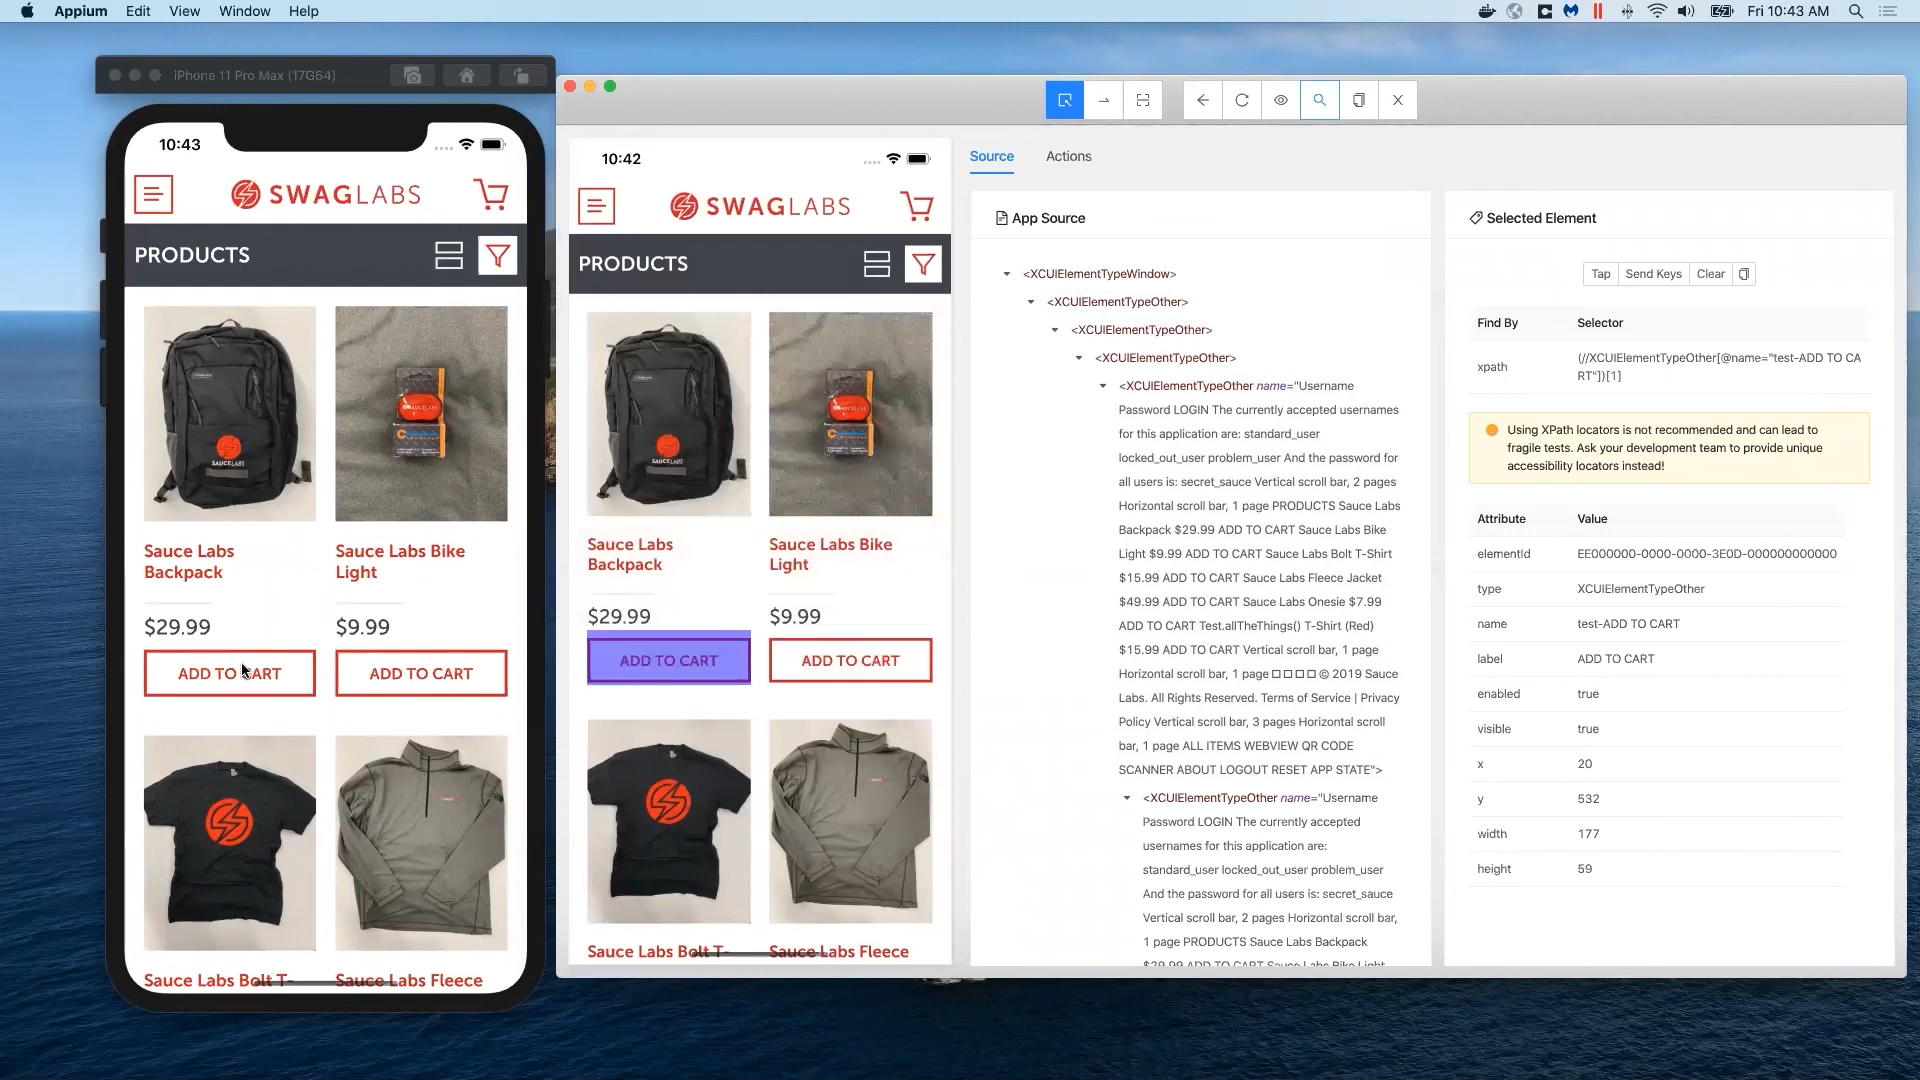 Appium Edit View Window Help
Fri 10:43 AM
iPhone 11 Pro Max (17G64)
10:43
SWAGLABS
PRODUCTS
SAUCELABS
Sauce Labs
Backpack
Sauce Labs Bike
Light
$29.99
$9.99
ADD TO CART
ADD TO CART
Sauce Labs Bolt T-
Sauce Labs Fleece
10:42
SWAGLABS
PRODUCTS
SAUCELABS
Sauce Labs
Backpack
Sauce Labs Bike
Light
$29.99
$9.99
ADD TO CART
ADD TO CART
Sauce Labs Bolt T-
Sauce Labs Fleece
Source
Actions
App Source
<XCUIElementTypeWindow>
<XCUIElementTypeOther>
<XCUIElementTypeOther>
<XCUIElementTypeOther>
<XCUIElementTypeOther name="Username
Password LOGIN The currently accepted usernames
for this application are: standard_user
locked_out_user problem_user And the password for
all users is: secret_sauce Vertical scroll bar, 2 pages
Horizontal scroll bar, 1 page PRODUCTS Sauce Labs
Backpack $29.99 ADD TO CART Sauce Labs Bike
Light $9.99 ADD TO CART Sauce Labs Bolt T-Shirt
$15.99 ADD TO CART Sauce Labs Fleece Jacket
$49.99 ADD TO CART Sauce Labs Onesie $7.99
ADD TO CART Test.allTheThings() T-Shirt (Red)
$15.99 ADD TO CART Vertical scroll bar, 1 page
Horizontal scroll bar, 1 page □□□□ © 2019 Sauce
Labs. All Rights Reserved. Terms of Service | Privacy
Policy Vertical scroll bar, 3 pages Horizontal scroll
bar, 1 page ALL ITEMS WEBVIEW QR CODE
SCANNER ABOUT LOGOUT RESET APP STATE">
<XCUIElementTypeOther name="Username
Password LOGIN The currently accepted
usernames for this application are:
standard_user locked_out_user problem_user
And the password for all users is: secret_sauce
Vertical scroll bar, 2 pages Horizontal scroll bar,
1 page PRODUCTS Sauce Labs Backpack
$29.99 ADD TO CART Sauce Labs Bike Light
Selected Element
Tap
Send Keys
Clear
Find By
Selector
xpath
(//XCUIElementTypeOther[@name="test-ADD TO CA
RT"])[1]
Using XPath locators is not recommended and can lead to
fragile tests. Ask your development team to provide unique
accessibility locators instead!
Attribute
Value
elementId
EE000000-0000-0000-3E0D-000000000000
type
XCUIElementTypeOther
name
test-ADD TO CART
label
ADD TO CART
enabled
true
visible
true
x
20
y
532
width
177
height
59